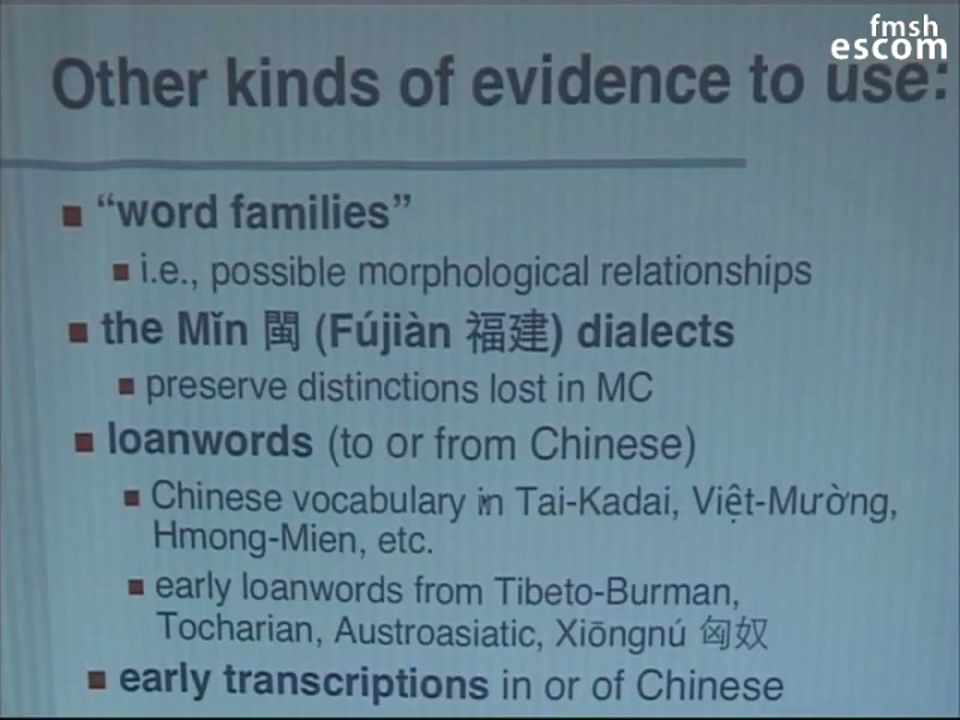 fmsh
escom
Other kinds of evidence to use:
"word families"
i.e., possible morphological relationships
the Mǐn 閩 (Fújiàn 福建) dialects
preserve distinctions lost in MC
loanwords (to or from Chinese)
Chinese vocabulary in Tai-Kadai, Việt-Mường,
Hmong-Mien, etc.
early loanwords from Tibeto-Burman,
Tocharian, Austroasiatic, Xiōngnú 匈奴
early transcriptions in or of Chinese